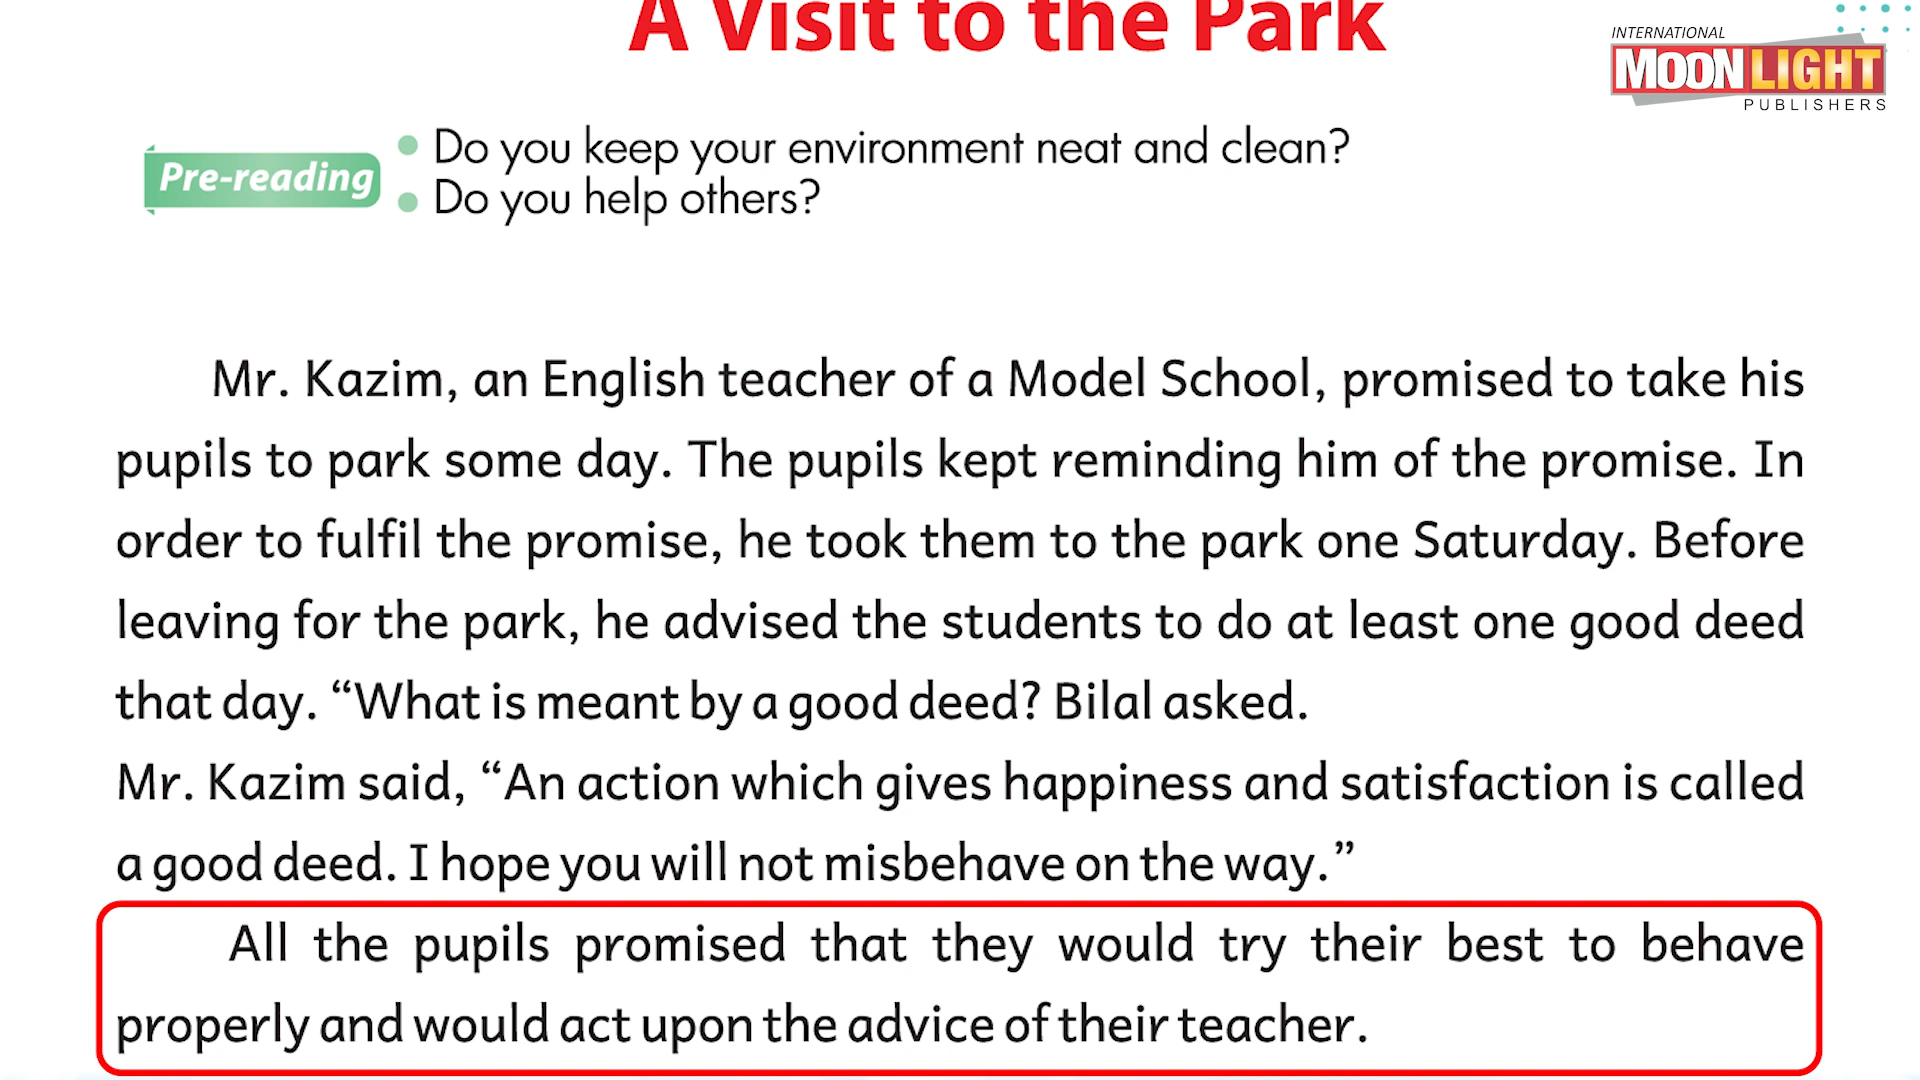 A Visit to the Park
INTERNATIONAL
MOONLIGHT
PUBLISHERS
Pre-reading
Do you keep your environment neat and clean?
Do you help others?
Mr. Kazim, an English teacher of a Model School, promised to take his
pupils to park some day. The pupils kept reminding him of the promise. In
order to fulfil the promise, he took them to the park one Saturday. Before
leaving for the park, he advised the students to do at least one good deed
that day. “What is meant by a good deed? Bilal asked.
Mr. Kazim said, “An action which gives happiness and satisfaction is called
a good deed. I hope you will not misbehave on the way.”
All the pupils promised that they would try their best to behave
properly and would act upon the advice of their teacher.